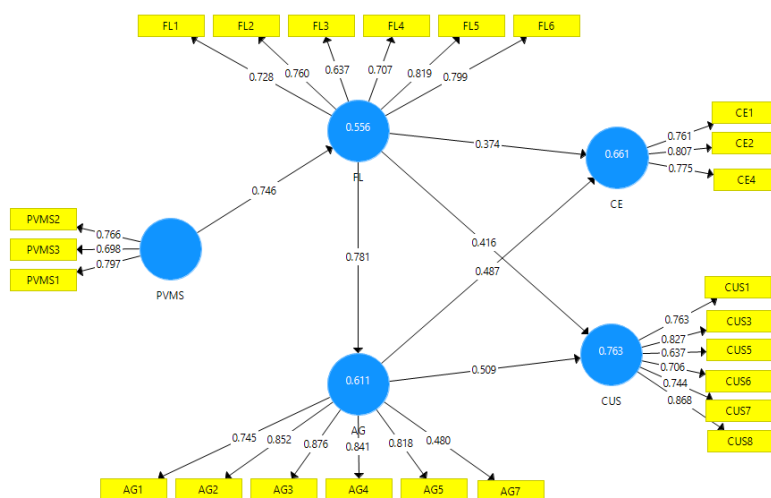 FL1 FL2 FL3 FL4 FL5 FL6
0.728 0.760 0.637 0.707 0.819 0.799
0.556
FL
0.374
0.661
CE
0.761
0.807
0.775
CE1
CE2
CE4
0.746
PVMS2
PVMS3
PVMS1
0.766
0.698
0.797
PVMS
0.781
0.416
0.487
0.763
CUS
0.763
0.827
0.637
0.706
0.744
0.868
CUS1
CUS3
CUS5
CUS6
CUS7
CUS8
0.611
AG
0.509
0.745 0.852 0.876 0.841 0.818 0.480
AG1 AG2 AG3 AG4 AG5 AG7